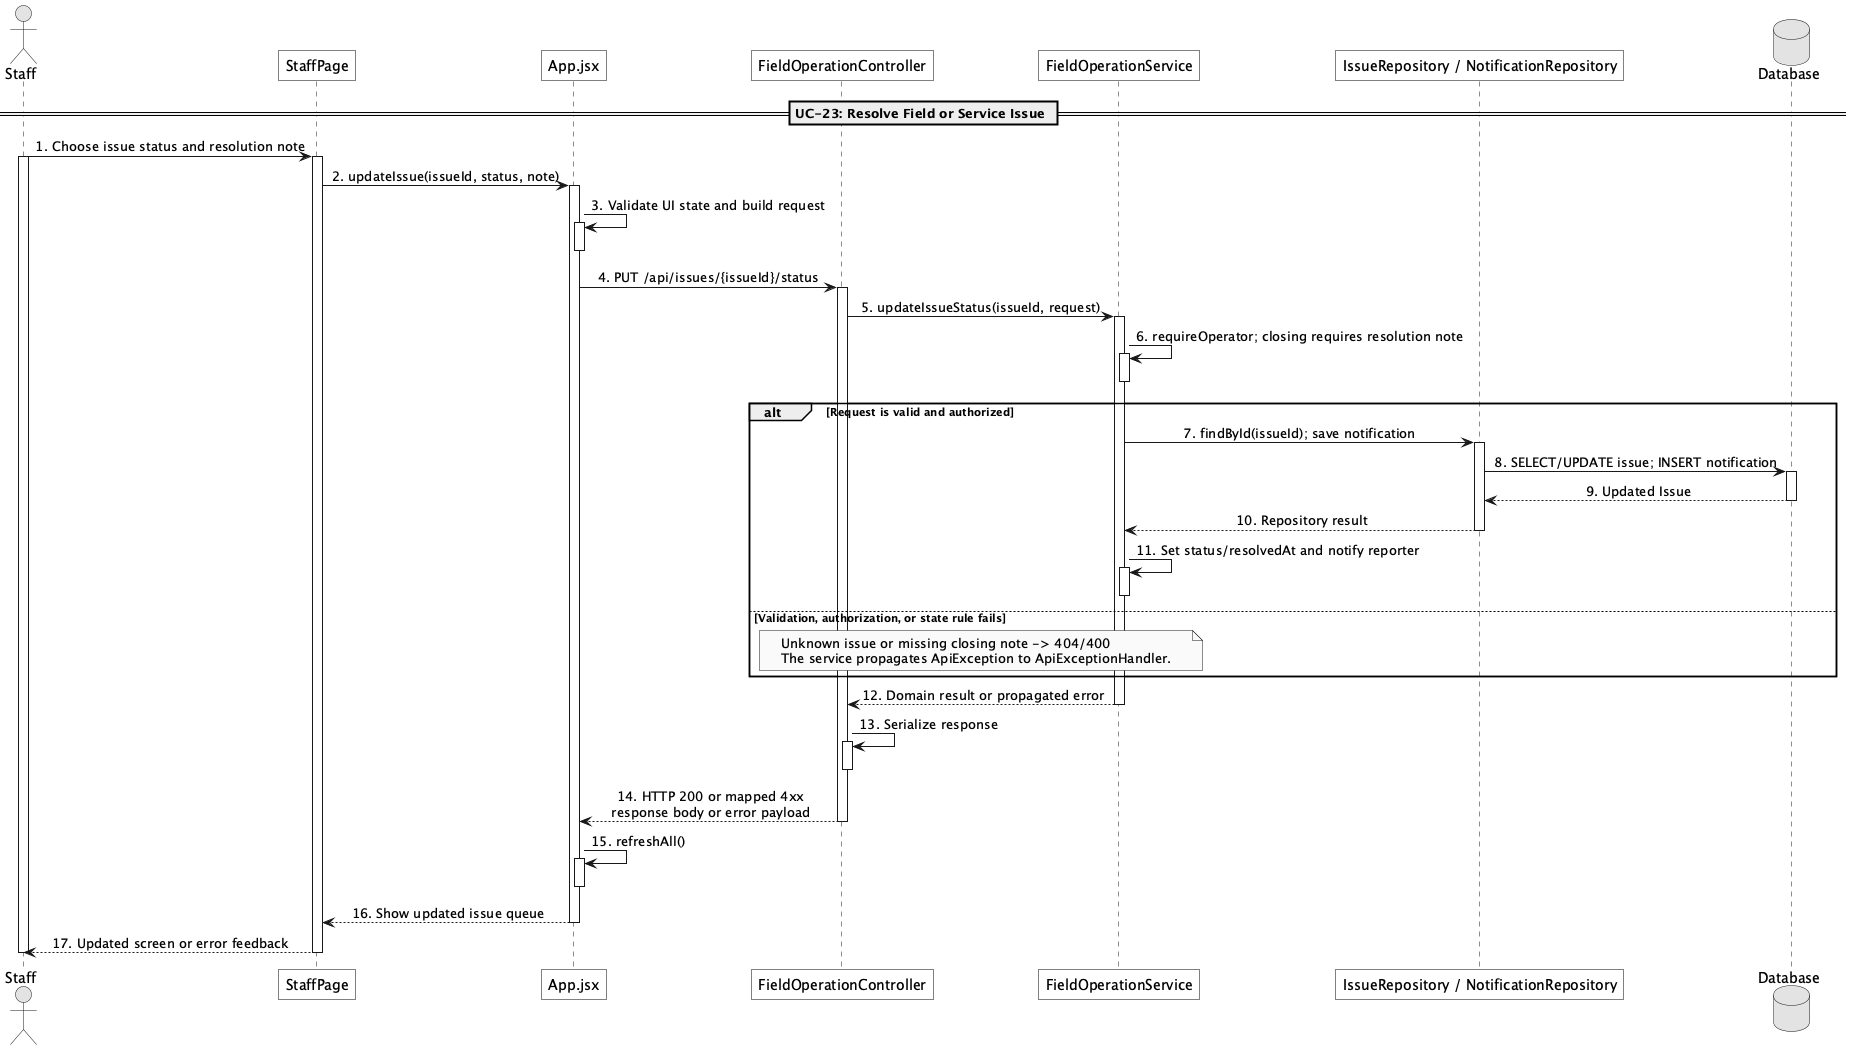 Staff
StaffPage
App.jsx
FieldOperationController
FieldOperationService
IssueRepository / NotificationRepository
Database
UC-23: Resolve Field or Service Issue
1. Choose issue status and resolution note
2. updateIssue(issueId, status, note)
3. Validate UI state and build request
4. PUT /api/issues/{issueId}/status
5. updateIssueStatus(issueId, request)
6. requireOperator; closing requires resolution note
alt
[Request is valid and authorized]
7. findById(issueId); save notification
8. SELECT/UPDATE issue; INSERT notification
9. Updated Issue
10. Repository result
11. Set status/resolvedAt and notify reporter
[Validation, authorization, or state rule fails]
Unknown issue or missing closing note -> 404/400
The service propagates ApiException to ApiExceptionHandler.
12. Domain result or propagated error
13. Serialize response
14. HTTP 200 or mapped 4xx
response body or error payload
15. refreshAll()
16. Show updated issue queue
17. Updated screen or error feedback
Staff
StaffPage
App.jsx
FieldOperationController
FieldOperationService
IssueRepository / NotificationRepository
Database